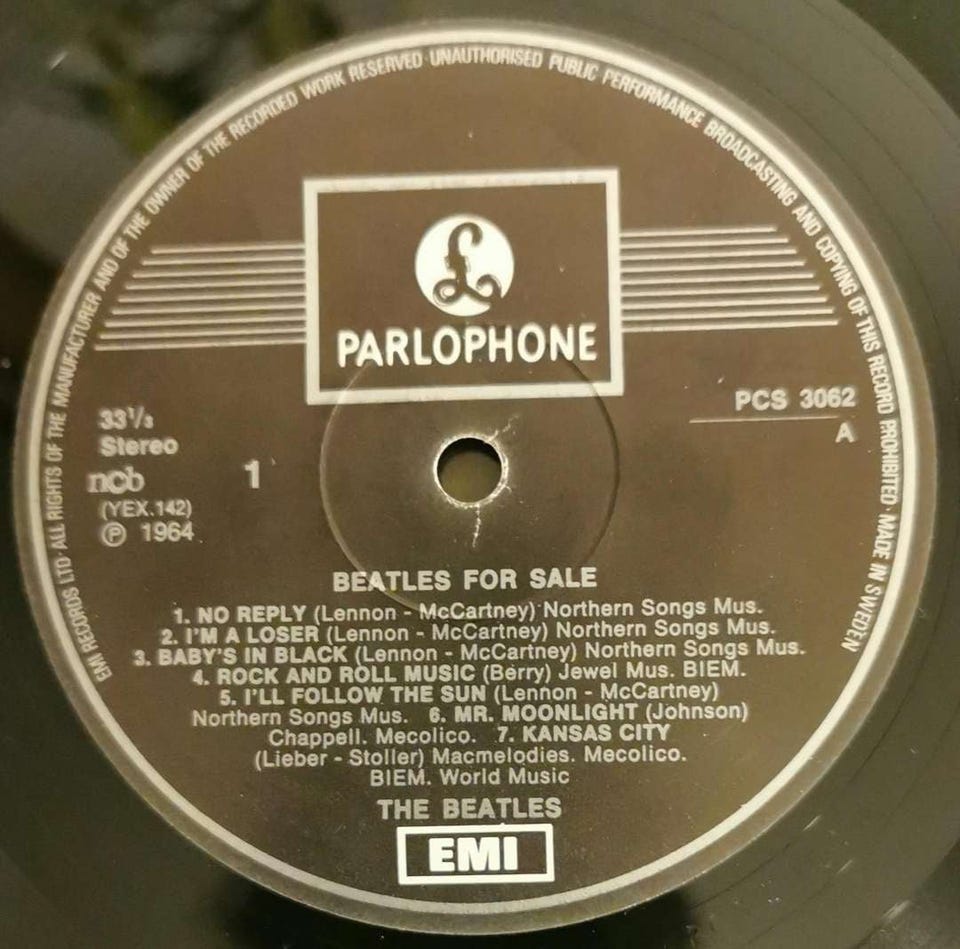 EMI RECORDS LTD · ALL RIGHTS OF THE MANUFACTURER AND OF THE OWNER OF THE RECORDED WORK RESERVED · UNAUTHORISED PUBLIC PERFORMANCE BROADCASTING AND COPYING OF THIS RECORD PROHIBITED · MADE IN SWEDEN
£
PARLOPHONE
PCS 3062
A
33⅓
Stereo
ncb
1
(YEX.142)
Ⓟ 1964
BEATLES FOR SALE
1. NO REPLY (Lennon - McCartney) Northern Songs Mus.
2. I'M A LOSER (Lennon - McCartney) Northern Songs Mus.
3. BABY'S IN BLACK (Lennon - McCartney) Northern Songs Mus.
4. ROCK AND ROLL MUSIC (Berry) Jewel Mus. BIEM.
5. I'LL FOLLOW THE SUN (Lennon - McCartney)
Northern Songs Mus. 6. MR. MOONLIGHT (Johnson)
Chappell. Mecolico. 7. KANSAS CITY
(Lieber - Stoller) Macmelodies. Mecolico.
BIEM. World Music
THE BEATLES
EMI